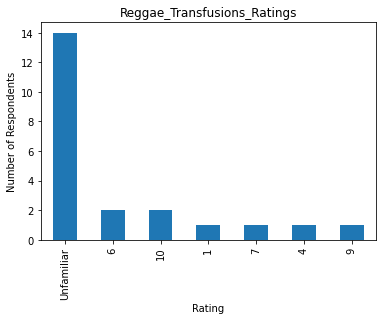 Reggae_Transfusions_Ratings
Number of Respondents
14
12
10
8
6
4
2
0
Unfamiliar 6 10 1 7 4 9
Rating